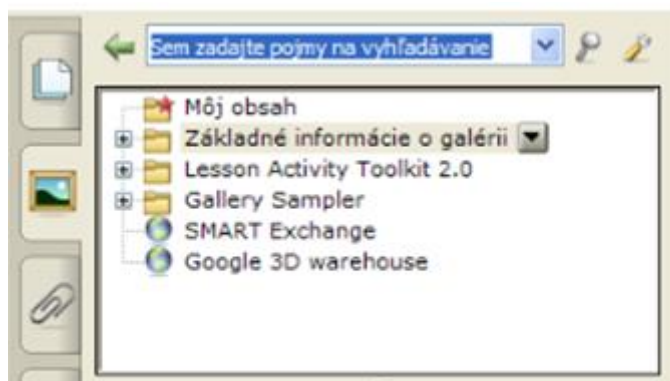 Sem zadajte pojmy na vyhľadávanie
Môj obsah
Základné informácie o galérii
Lesson Activity Toolkit 2.0
Gallery Sampler
SMART Exchange
Google 3D warehouse